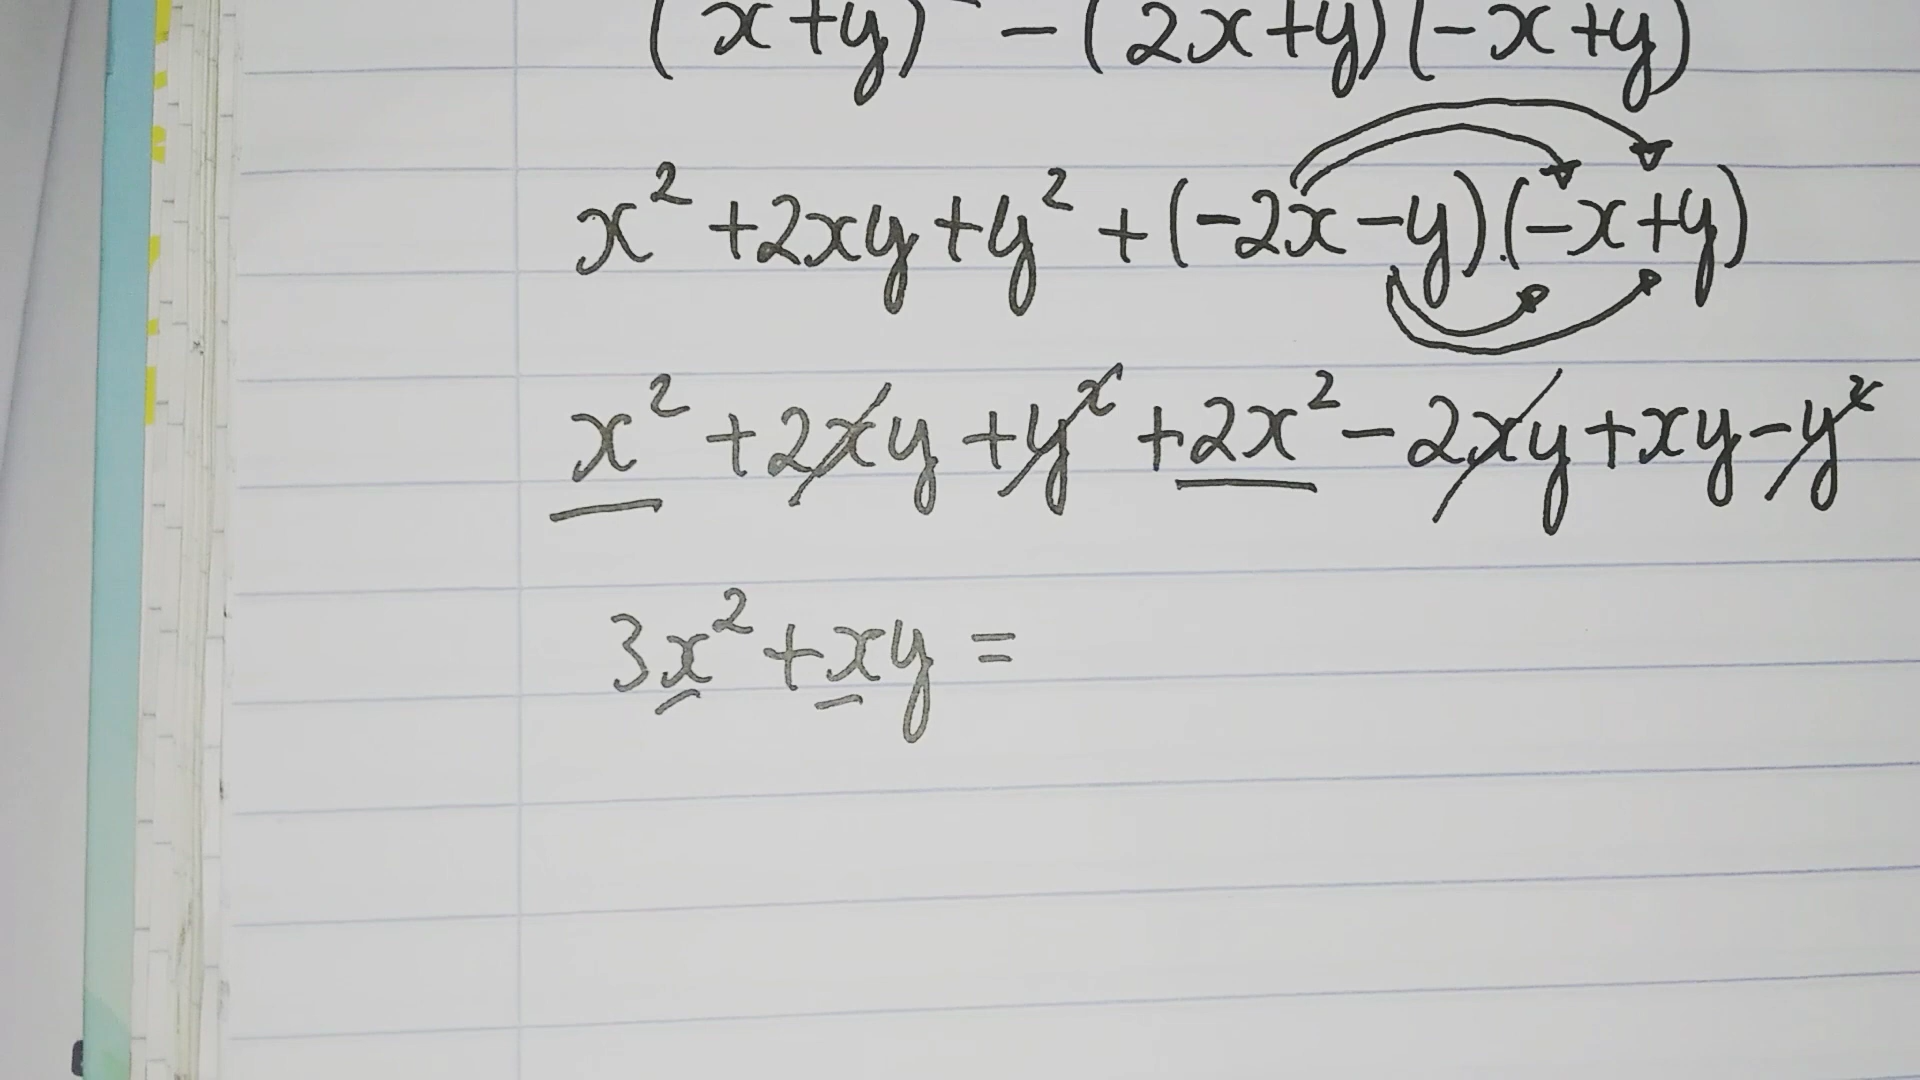 (x+y)² - (2x+y)(-x+y)
x² + 2xy + y² + (-2x - y).(-x + y)
x² + 2xy + y² + 2x² - 2xy + xy - y²
3x² + xy =